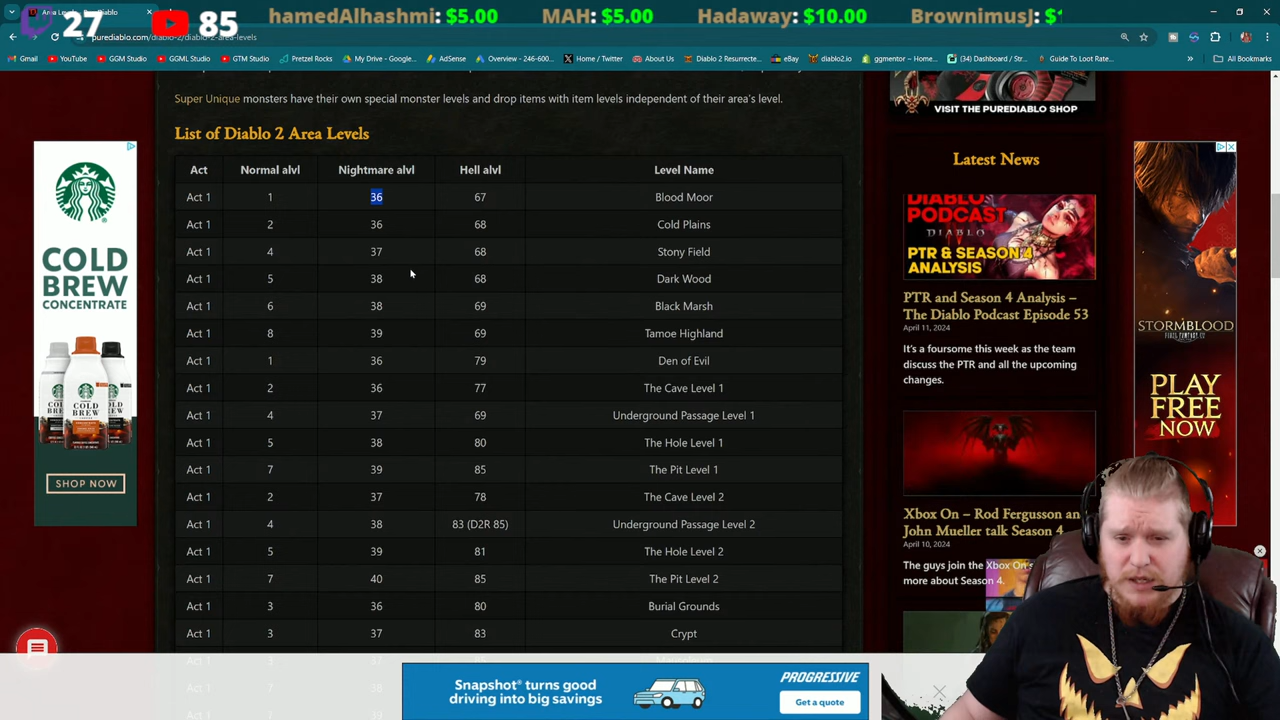 hamedAlhashmi: $5.00 MAH: $5.00 Hadaway: $10.00 BrownimusJ:
27 85
purediablo.com/diablo-2/diablo-2-area-levels
Gmail YouTube GGM Studio GGML Studio GTM Studio Pretzel Rocks My Drive - Google... AdSense Overview - 246-600... Home / Twitter About Us Diablo 2 Resurrecte... eBay diablo2.io ggmentor – Home... (34) Dashboard / Str... Guide To Loot Rate... All Bookmarks
Super Unique monsters have their own special monster levels and drop items with item levels independent of their area's level.
List of Diablo 2 Area Levels
Act Normal alvl Nightmare alvl Hell alvl Level Name
Act 1 1 36 67 Blood Moor
Act 1 2 36 68 Cold Plains
Act 1 4 37 68 Stony Field
Act 1 5 38 68 Dark Wood
Act 1 6 38 69 Black Marsh
Act 1 8 39 69 Tamoe Highland
Act 1 1 36 79 Den of Evil
Act 1 2 36 77 The Cave Level 1
Act 1 4 37 69 Underground Passage Level 1
Act 1 5 38 80 The Hole Level 1
Act 1 7 39 85 The Pit Level 1
Act 1 2 37 78 The Cave Level 2
Act 1 4 38 83 (D2R 85) Underground Passage Level 2
Act 1 5 39 81 The Hole Level 2
Act 1 7 40 85 The Pit Level 2
Act 1 3 36 80 Burial Grounds
Act 1 3 37 83 Crypt
COLD
BREW
CONCENTRATE
SHOP NOW
VISIT THE PUREDIABLO SHOP
Latest News
DIABLO
PODCAST
PTR & SEASON 4
ANALYSIS
PTR and Season 4 Analysis –
The Diablo Podcast Episode 53
April 11, 2024
It's a foursome this week as the team
discuss the PTR and all the upcoming
changes.
Xbox On – Rod Fergusson an
John Mueller talk Season 4
April 10, 2024
The guys join the Xbox On
more about Season 4.
FINAL FANTASY
STORMBLOOD
PLAY
FREE
NOW
Snapshot® turns good
driving into big savings
PROGRESSIVE
Get a quote